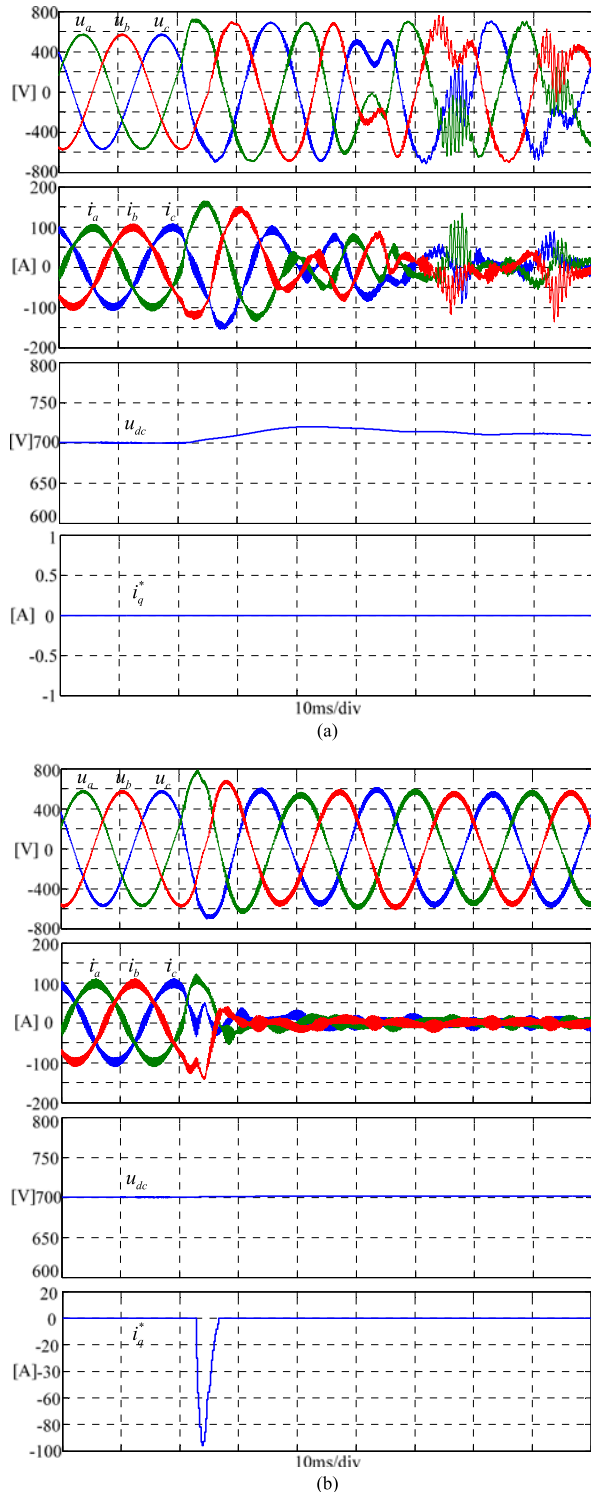 800
u_a u_b u_c
400
[V] 0
-400
-800
200
i_a i_b i_c
100
[A] 0
-100
-200
800
750
u_dc
[V]700
650
600
1
0.5
i_q^*
[A] 0
-0.5
-1
10ms/div
(a)
800
u_a u_b u_c
400
[V] 0
-400
-800
200
i_a i_b i_c
100
[A] 0
-100
-200
800
750
u_dc
[V]700
650
600
20
0
i_q^*
-20
[A]-30
-60
-80
-100
10ms/div
(b)